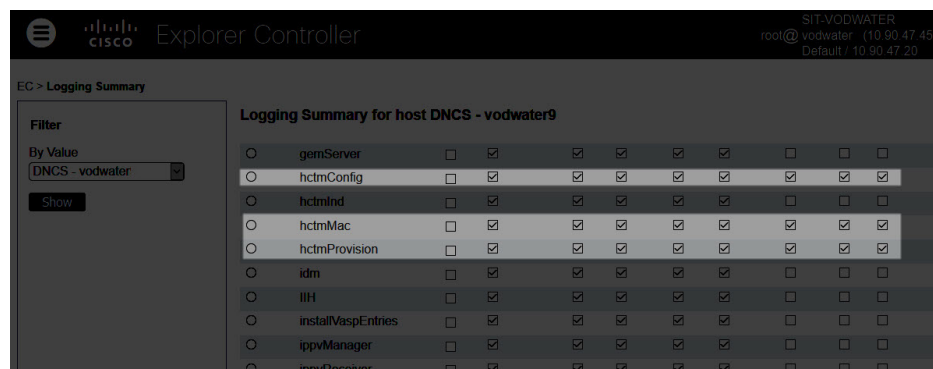 SIT-VODWATER
CISCO Explorer Controller
root@ vodwater (10.90.47.45
Default / 10 90 47 20
EC > Logging Summary
Filter
Logging Summary for host DNCS - vodwater9
By Value
DNCS - vodwater
Show
gemServer
hctmConfig
hctmInd
hctmMac
hctmProvision
idm
IIH
installVaspEntries
ippvManager
ippvReceiver